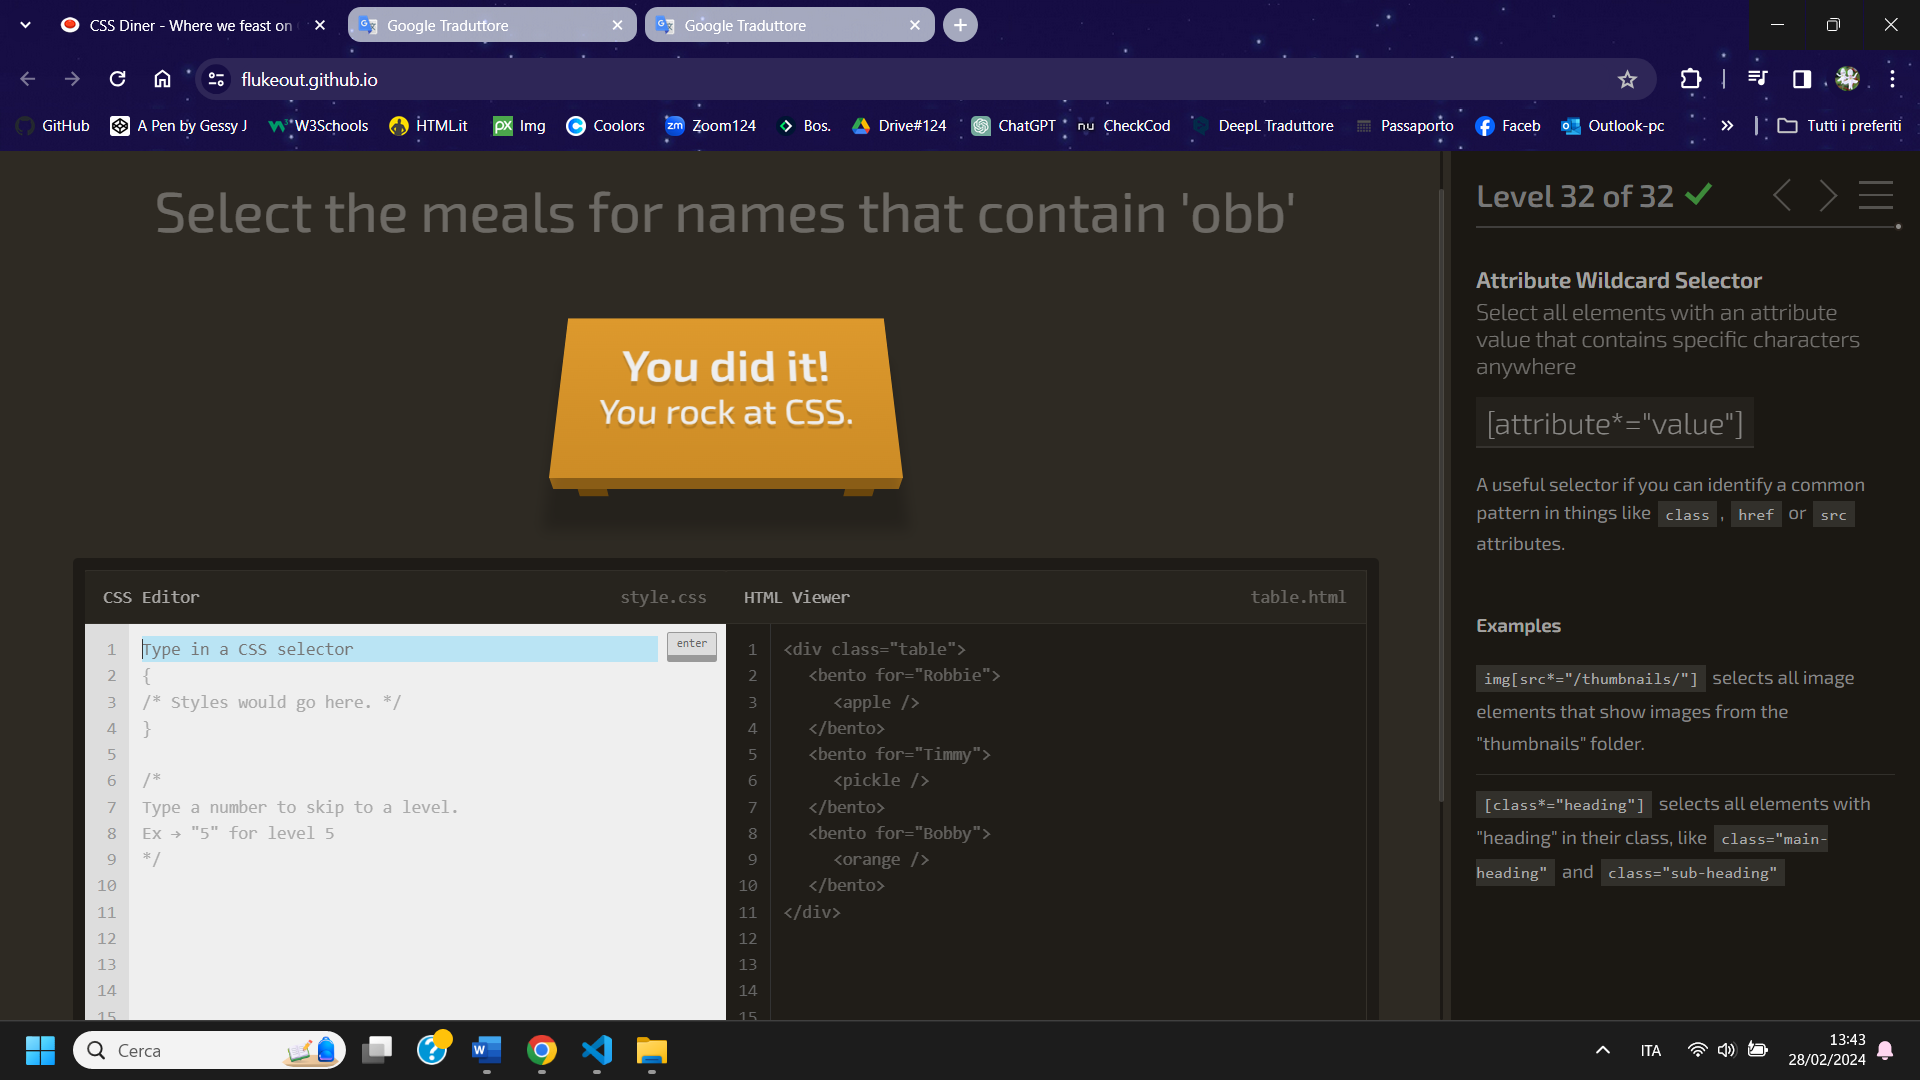 CSS Diner - Where we feast on
Google Traduttore
Google Traduttore
flukeout.github.io
GitHub
A Pen by Gessy J
W3Schools
HTML.it
px Img
Coolors
zm Zoom124
Bos.
Drive#124
ChatGPT
nu CheckCod
DeepL Traduttore
Passaporto
Faceb
Outlook-pc
Tutti i preferiti
Select the meals for names that contain 'obb'
You did it!
You rock at CSS.
CSS Editor
style.css
HTML Viewer
table.html
1 Type in a CSS selector
enter
2 {
3 /* Styles would go here. */
4 }
5
6 /*
7 Type a number to skip to a level.
8 Ex → "5" for level 5
9 */
10
11
12
13
14
15
1 <div class="table">
2 <bento for="Robbie">
3 <apple />
4 </bento>
5 <bento for="Timmy">
6 <pickle />
7 </bento>
8 <bento for="Bobby">
9 <orange />
10 </bento>
11 </div>
12
13
14
15
Level 32 of 32
Attribute Wildcard Selector
Select all elements with an attribute
value that contains specific characters
anywhere
[attribute*="value"]
A useful selector if you can identify a common
pattern in things like class , href or src
attributes.
Examples
img[src*="/thumbnails/"] selects all image
elements that show images from the
"thumbnails" folder.
[class*="heading"] selects all elements with
"heading" in their class, like class="main-
heading" and class="sub-heading"
Cerca
ITA
13:43
28/02/2024